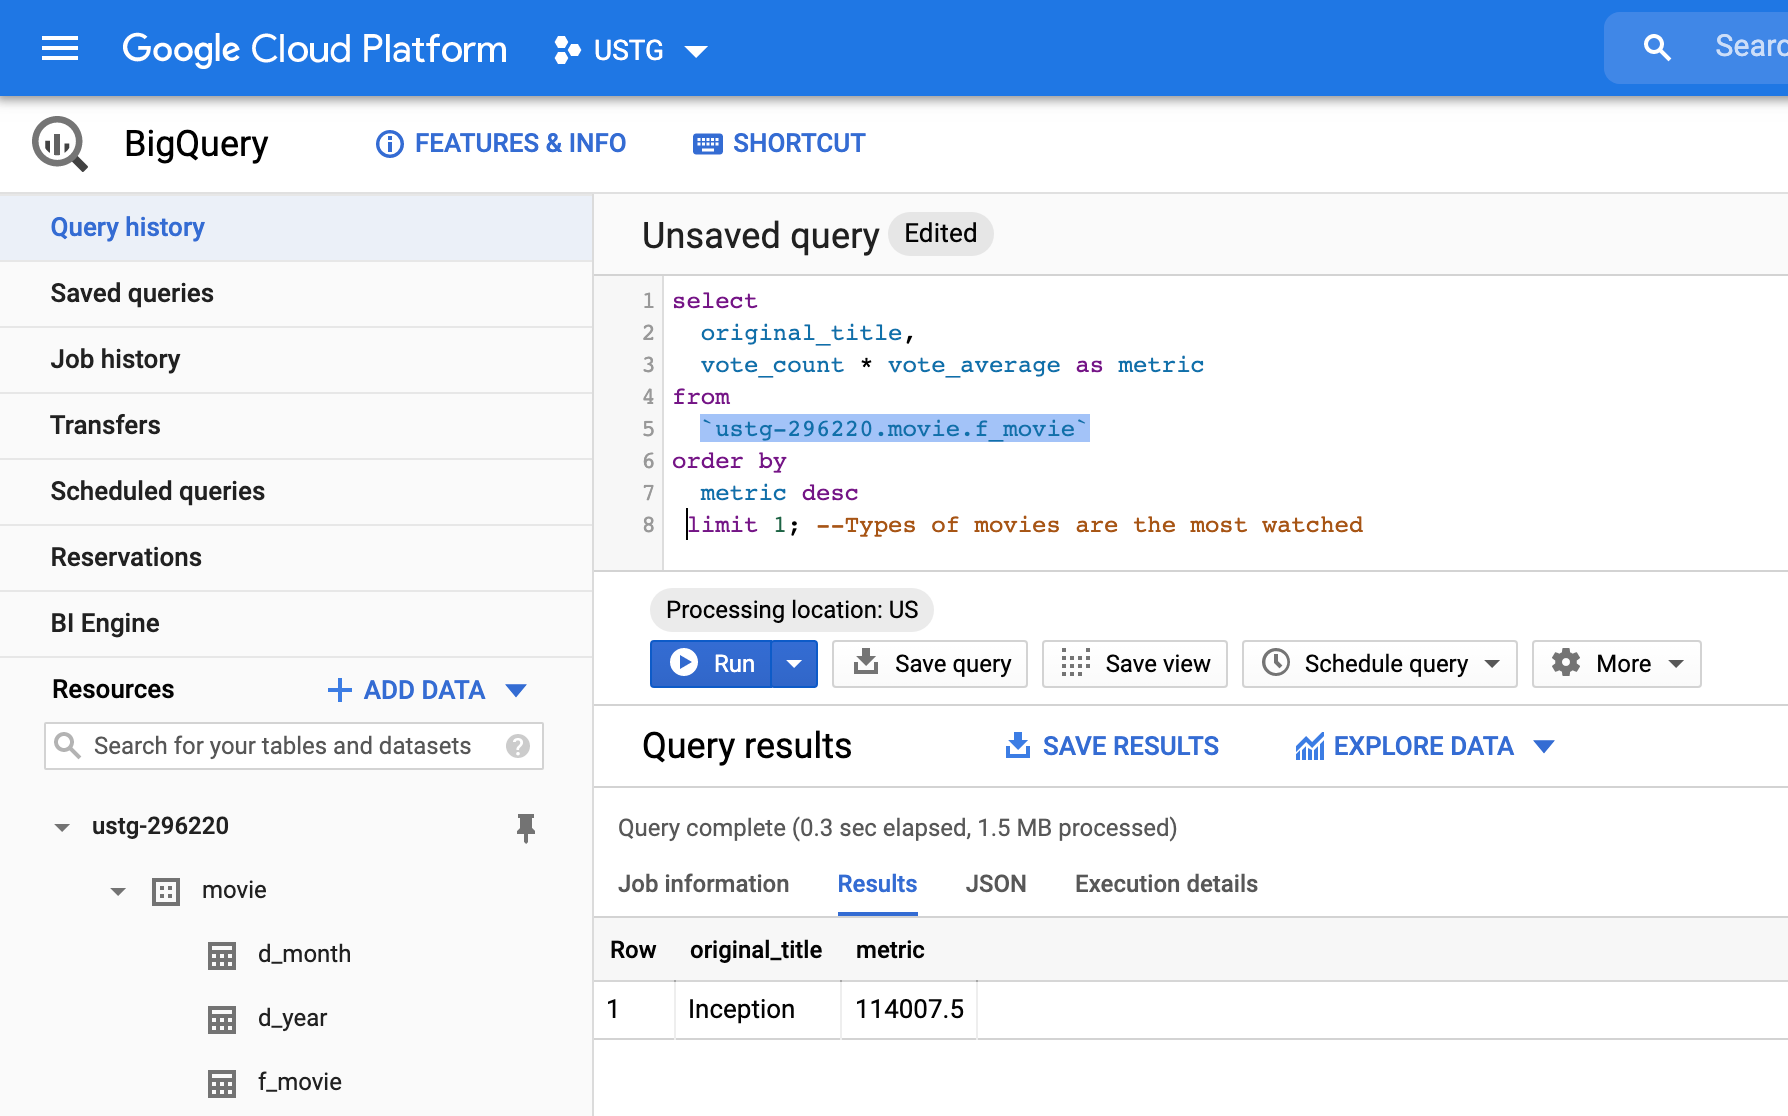 Google Cloud Platform USTG
BigQuery FEATURES & INFO SHORTCUT
Query history
Saved queries
Job history
Transfers
Scheduled queries
Reservations
BI Engine
Resources ADD DATA
Search for your tables and datasets
ustg-296220
movie
d_month
d_year
f_movie
Unsaved query Edited
1 select
2 original_title,
3 vote_count * vote_average as metric
4 from
5 `ustg-296220.movie.f_movie`
6 order by
7 metric desc
8 limit 1; --Types of movies are the most watched
Processing location: US
Run Save query Save view Schedule query More
Query results SAVE RESULTS EXPLORE DATA
Query complete (0.3 sec elapsed, 1.5 MB processed)
Job information Results JSON Execution details
Row original_title metric
1 Inception 114007.5